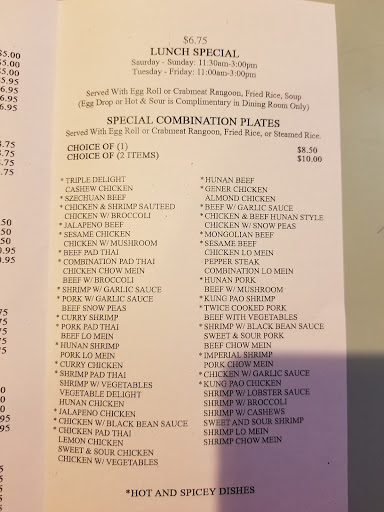 $6.75
LUNCH SPECIAL
Saurday - Sunday: 11:30am-3:00pm
Tuesday - Friday: 11:00am-3:00pm
Served With Egg Roll or Crabmeat Rangoon, Fried Rice, Soup
(Egg Drop or Hot & Sour is Complimentary in Dining Room Only)
SPECIAL COMBINATION PLATES
Served With Egg Roll or Crabmeat Rangoon, Fried Rice, or Steamed Rice.
CHOICE OF (1) $8.50
CHOICE OF (2 ITEMS) $10.00
* TRIPLE DELIGHT
CASHEW CHICKEN
* SZECHUAN BEEF
* CHICKEN & SHRIMP SAUTEED
CHICKEN W/ BROCCOLI
* JALAPENO BEEF
* SESAME CHICKEN
CHICKEN W/ MUSHROOM
* BEEF PAD THAI
* COMBINATION PAD THAI
CHICKEN CHOW MEIN
BEEF W/ BROCCOLI
* SHRIMP W/ GARLIC SAUCE
* PORK W/ GARLIC SAUCE
BEEF SNOW PEAS
* CURRY SHRIMP
* PORK PAD THAI
BEEF LO MEIN
* HUNAN SHRIMP
PORK LO MEIN
* CURRY CHICKEN
* SHRIMP PAD THAI
SHRIMP W/ VEGETABLES
VEGETABLE DELIGHT
HUNAN CHICKEN
* JALAPENO CHICKEN
* CHICKEN W/ BLACK BEAN SAUCE
* CHICKEN PAD THAI
LEMON CHICKEN
SWEET & SOUR CHICKEN
CHICKEN W/ VEGETABLES
* HUNAN BEEF
* GENER CHICKEN
ALMOND CHICKEN
* BEEF W/ GARLIC SAUCE
* CHICKEN & BEEF HUNAN STYLE
CHICKEN W/ SNOW PEAS
* MONGOLIAN BEEF
* SESAME BEEF
CHICKEN LO MEIN
PEPPER STEAK
COMBINATION LO MEIN
* HUNAN PORK
BEEF W/ MUSHROOM
* KUNG PAO SHRIMP
* TWICE COOKED PORK
BEEF WITH VEGETABLES
* SHRIMP W/ BLACK BEAN SAUCE
SWEET & SOUR PORK
BEEF CHOW MEIN
* IMPERIAL SHRIMP
PORK CHOW MEIN
* CHICKEN W/ GARLIC SAUCE
* KUNG PAO CHICKEN
SHRIMP W/ LOBSTER SAUCE
SHRIMP W/ BROCCOLI
SHRIMP W/ CASHEWS
SWEET AND SOUR SHRIMP
SHRIMP LO MEIN
SHRIMP CHOW MEIN
*HOT AND SPICEY DISHES